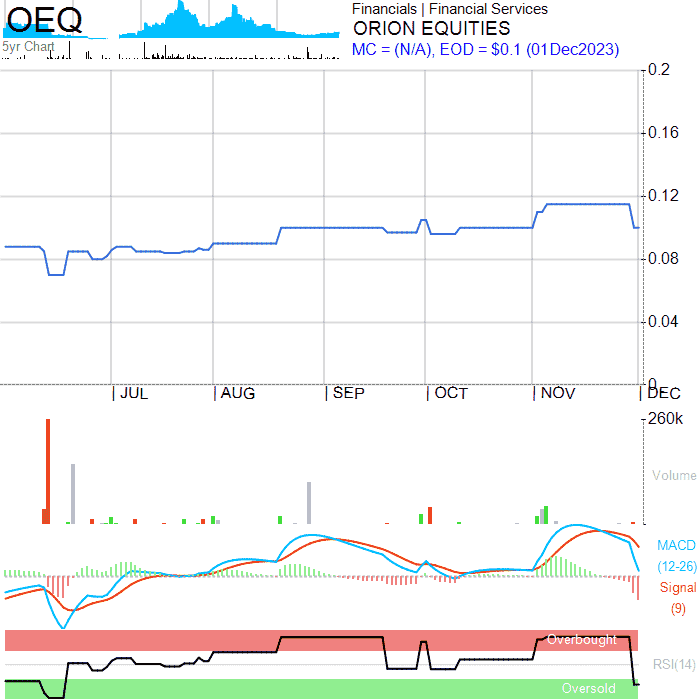 OEQ
5yr Chart
Financials | Financial Services
ORION EQUITIES
MC = (N/A), EOD = $0.1 (01Dec2023)
0.2
0.16
0.12
0.08
0.04
0
| JUL | AUG | SEP | OCT | NOV | DEC
260k
Volume
MACD
(12-26)
Signal
(9)
Overbought
RSI(14)
Oversold